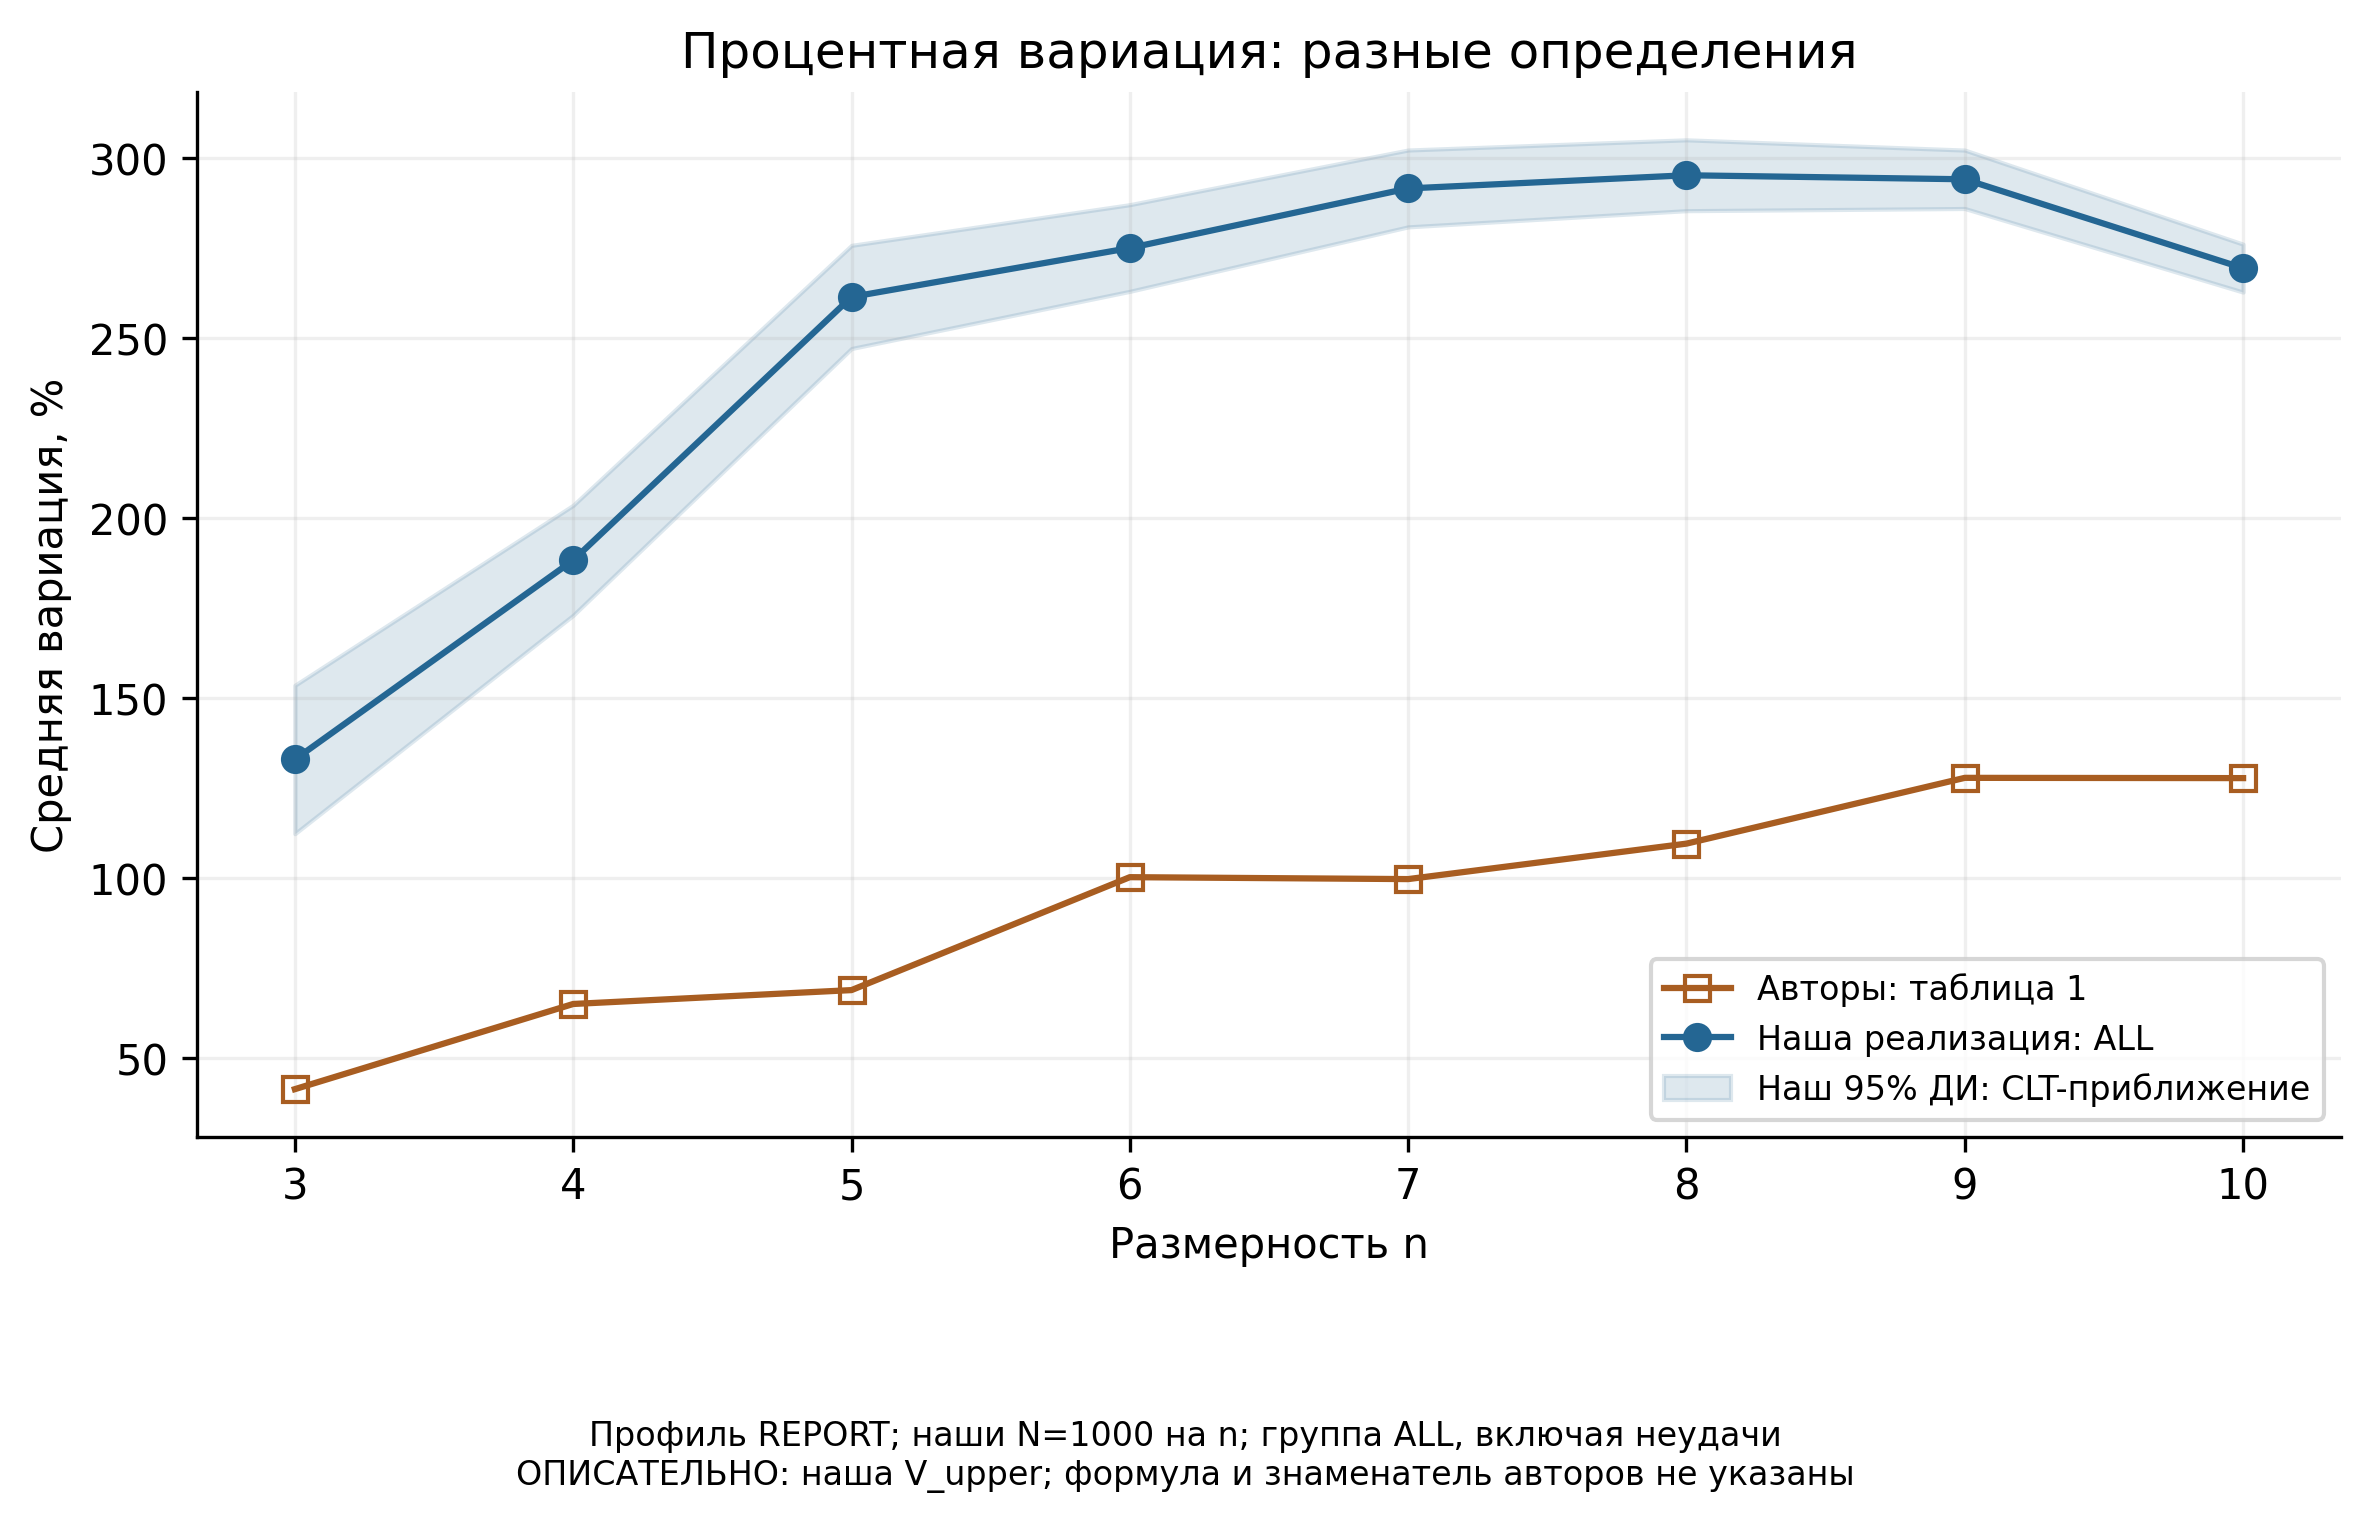 Процентная вариация: разные определения
Средняя вариация, %
300
250
200
150
100
50
3 4 5 6 7 8 9 10
Размерность n
Авторы: таблица 1
Наша реализация: ALL
Наш 95% ДИ: CLT-приближение
Профиль REPORT; наши N=1000 на n; группа ALL, включая неудачи
ОПИСАТЕЛЬНО: наша V_upper; формула и знаменатель авторов не указаны